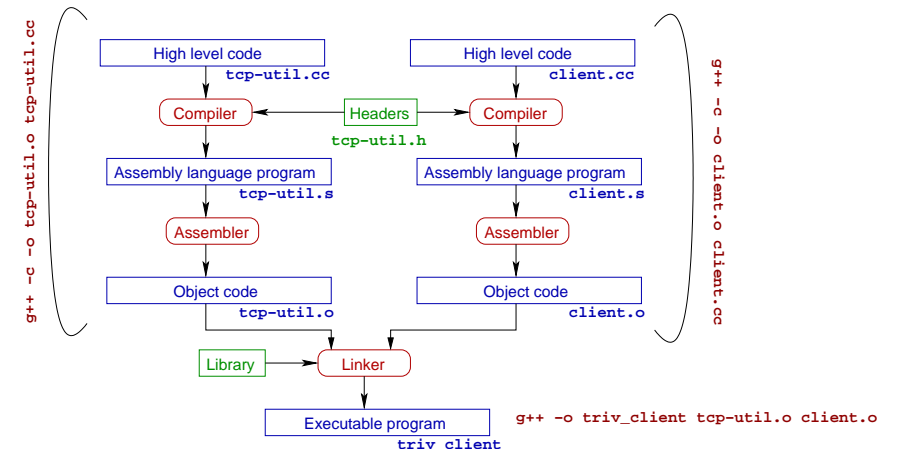 g++ -c -o tcp-util.o tcp-util.cc
High level code
tcp-util.cc
High level code
client.cc
Compiler
Headers
tcp-util.h
Compiler
Assembly language program
tcp-util.s
Assembly language program
client.s
Assembler
Assembler
Object code
tcp-util.o
Object code
client.o
g++ -c -o client.o client.cc
Library
Linker
Executable program
triv_client
g++ -o triv_client tcp-util.o client.o